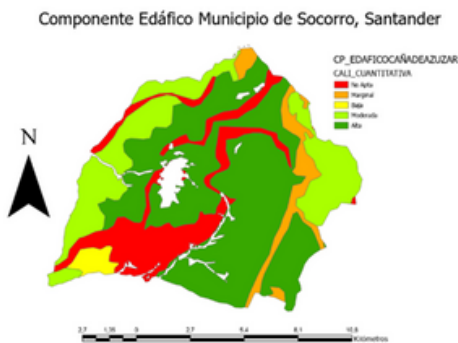 Componente Edáfico Municipio de Socorro, Santander
CP_EDAFICOCAÑADEAZUZAR
CALI_CUANTITATIVA
No Apta
Marginal
Baja
Moderada
Alta
N
2,7 1,35 0 2,7 5,4 8,1 10,8
Kilómetros